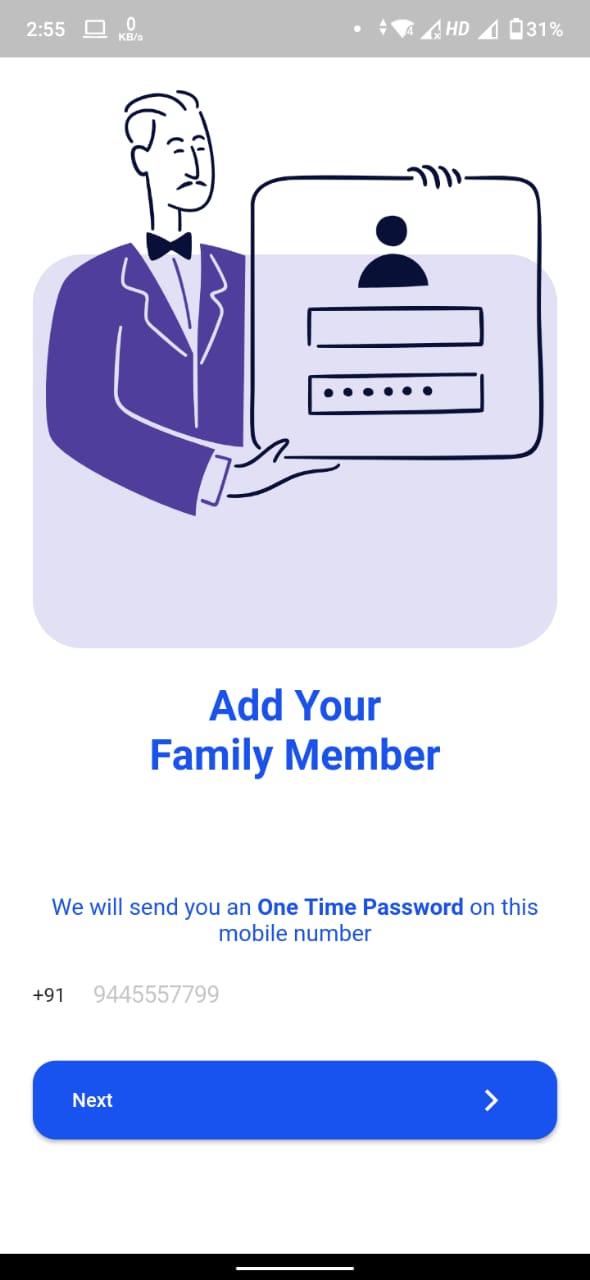 2:55 0 KB/s 4 HD 31%
Add Your
Family Member
We will send you an One Time Password on this
mobile number
+91 9445557799
Next